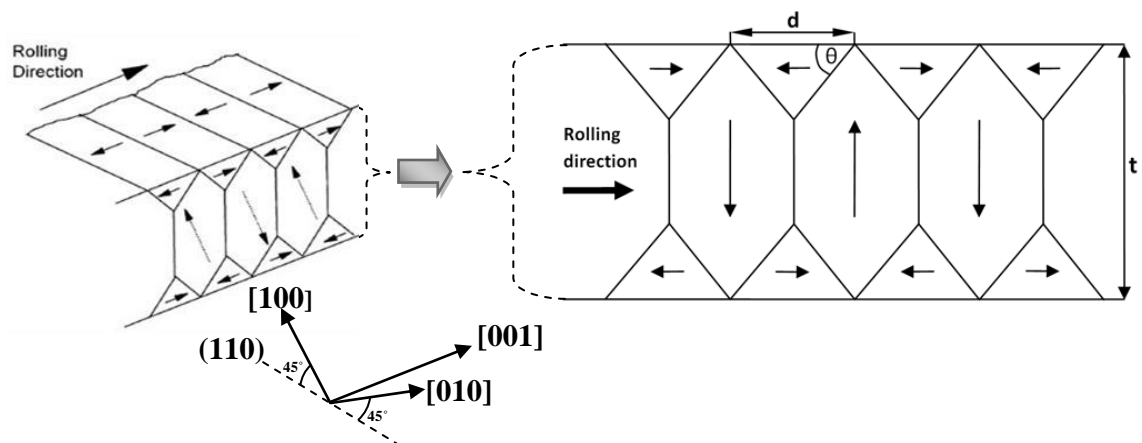 Rolling
Direction
d
θ
Rolling
direction
t
[100]
(110)
[001]
45°
[010]
45°